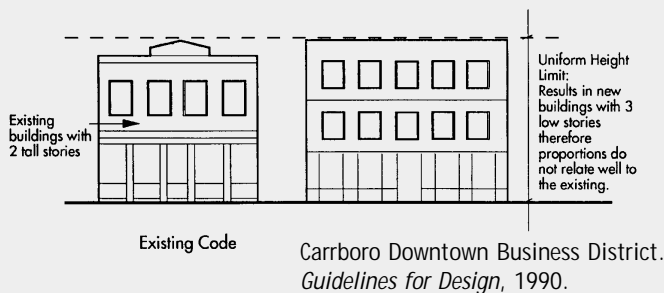 Existing
buildings with
2 tall stories
Uniform Height
Limit:
Results in new
buildings with 3
low stories
therefore
proportions do
not relate well to
the existing.
Existing Code
Carrboro Downtown Business District.
Guidelines for Design, 1990.